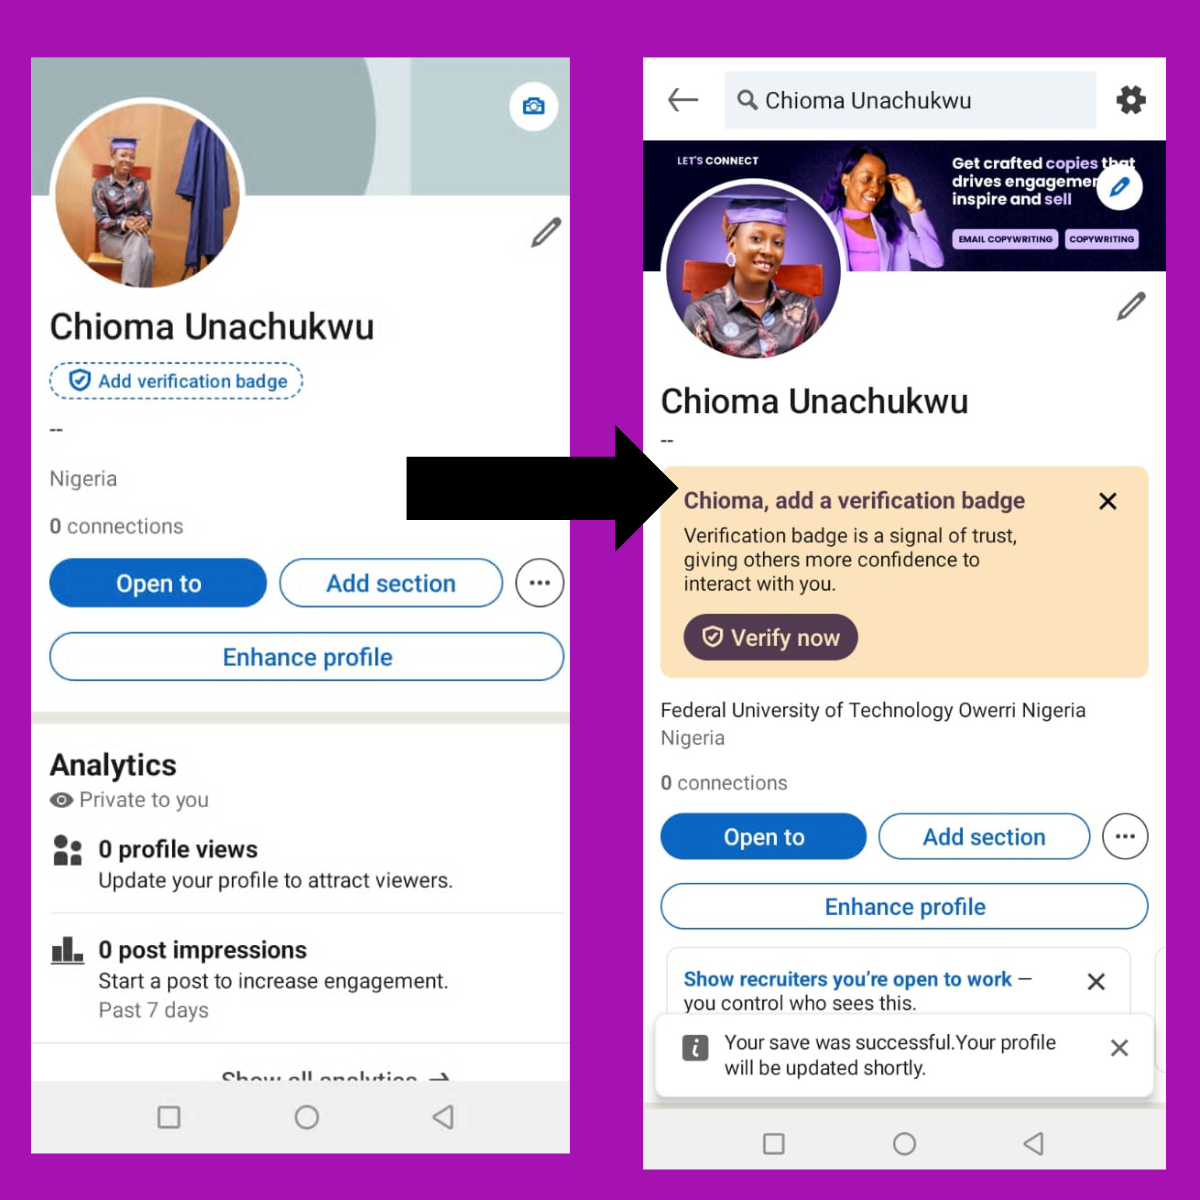 Chioma Unachukwu
Add verification badge
--
Nigeria
0 connections
Open to
Add section
Enhance profile
Analytics
Private to you
0 profile views
Update your profile to attract viewers.
0 post impressions
Start a post to increase engagement.
Past 7 days
Show all analytics →
Chioma Unachukwu
LET'S CONNECT
Get crafted copies that
drives
inspire and sell
EMAIL COPYWRITING
COPYWRITING
Chioma Unachukwu
--
Chioma, add a verification badge
Verification badge is a signal of trust,
giving others more confidence to
interact with you.
Verify now
Federal University of Technology Owerri Nigeria
Nigeria
0 connections
Open to
Add section
Enhance profile
Show recruiters you're open to work –
you control who sees this.
Your save was successful.Your profile
will be updated shortly.